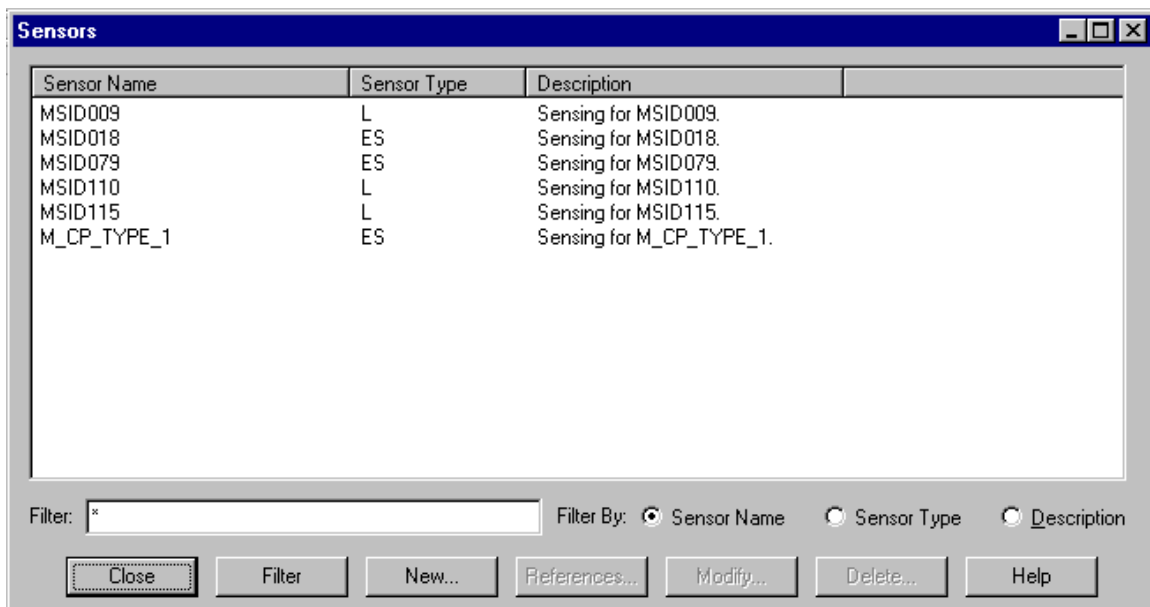 Sensors
Sensor Name Sensor Type Description
MSID009 L Sensing for MSID009.
MSID018 ES Sensing for MSID018.
MSID079 ES Sensing for MSID079.
MSID110 L Sensing for MSID110.
MSID115 L Sensing for MSID115.
M_CP_TYPE_1 ES Sensing for M_CP_TYPE_1.
Filter: * Filter By: Sensor Name Sensor Type Description
Close Filter New... References... Modify... Delete... Help